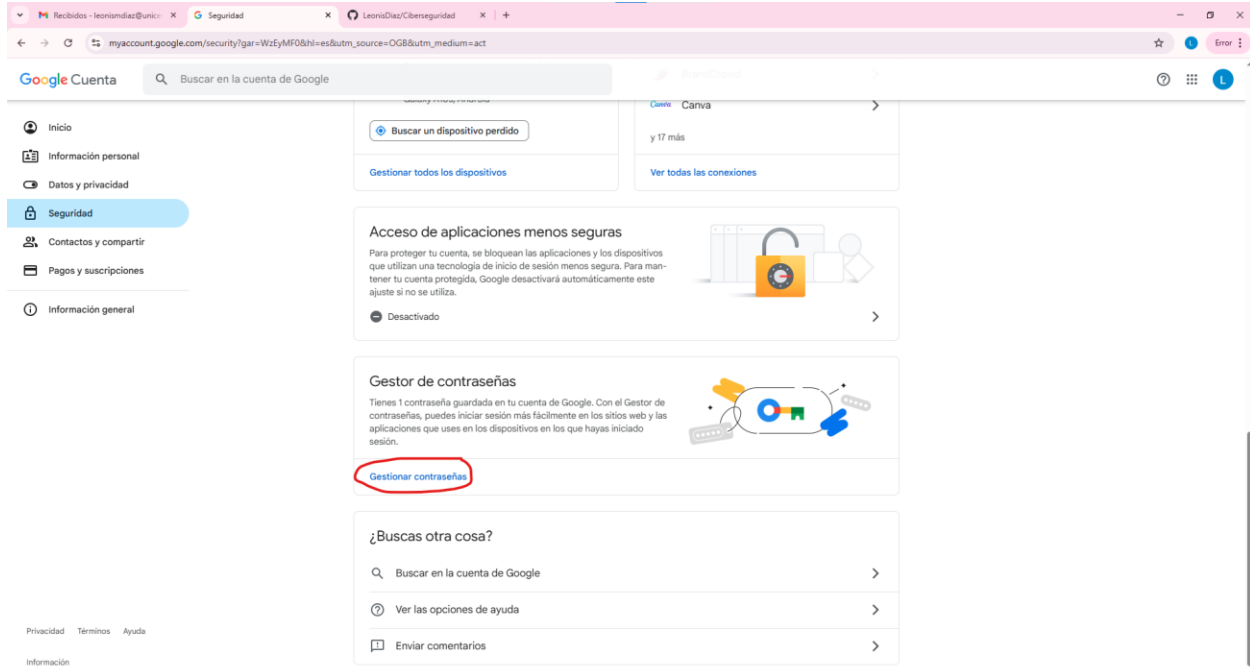 Recibidos - leonismdiaz@unice
Seguridad
LeonisDiaz/Ciberseguridad
myaccount.google.com/security?gar=WzEyMF0&hl=es&utm_source=OGB&utm_medium=act
L
Error
Google Cuenta
Buscar en la cuenta de Google
L
Inicio
Información personal
Datos y privacidad
Seguridad
Contactos y compartir
Pagos y suscripciones
Información general
Buscar un dispositivo perdido
Gestionar todos los dispositivos
Canva
Canva
y 17 más
Ver todas las conexiones
Acceso de aplicaciones menos seguras
Para proteger tu cuenta, se bloquean las aplicaciones y los dispositivos
que utilizan una tecnología de inicio de sesión menos segura. Para man-
tener tu cuenta protegida, Google desactivará automáticamente este
ajuste si no se utiliza.
Desactivado
Gestor de contraseñas
Tienes 1 contraseña guardada en tu cuenta de Google. Con el Gestor de
contraseñas, puedes iniciar sesión más fácilmente en los sitios web y las
aplicaciones que uses en los dispositivos en los que hayas iniciado
sesión.
Gestionar contraseñas
¿Buscas otra cosa?
Buscar en la cuenta de Google
Ver las opciones de ayuda
Enviar comentarios
Privacidad Términos Ayuda
Información